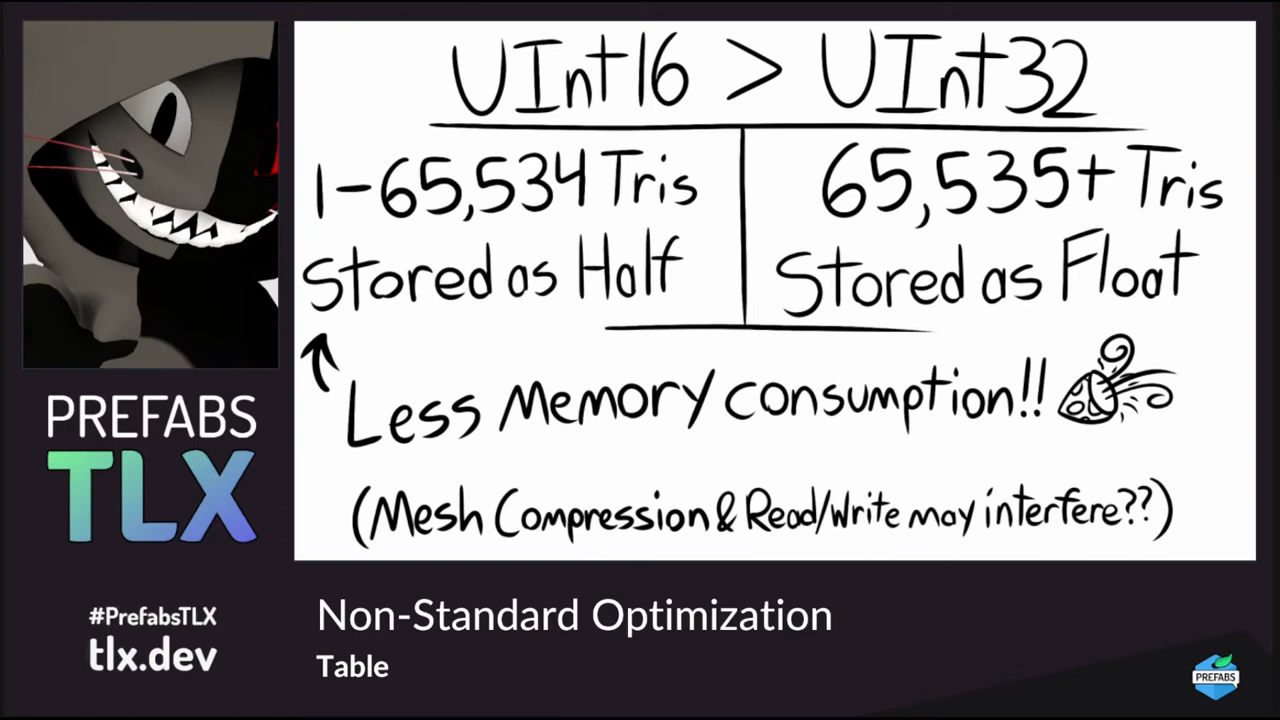 UInt16 > UInt32
1-65,534 Tris
65,535+ Tris
Stored as Half
Stored as Float
Less Memory consumption!!
(Mesh Compression & Read/Write may interfere??)
PREFABS
TLX
#PrefabsTLX
tlx.dev
Non-Standard Optimization
Table
PREFABS